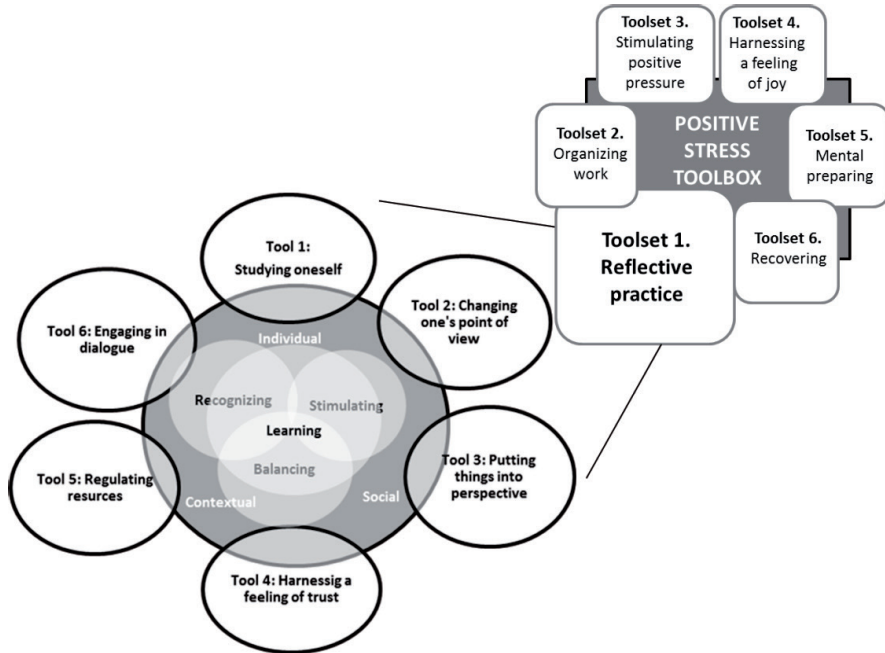 Toolset 3.
Stimulating
positive
pressure
Toolset 4.
Harnessing
a feeling
of joy
Toolset 2.
Organizing
work
POSITIVE
STRESS
TOOLBOX
Toolset 5.
Mental
preparing
Toolset 1.
Reflective
practice
Toolset 6.
Recovering
Tool 1:
Studying oneself
Tool 2: Changing
one's point of
view
Tool 6: Engaging in
dialogue
Individual
Recognizing
Stimulating
Learning
Balancing
Contextual
Social
Tool 3: Putting
things into
perspective
Tool 5: Regulating
resurces
Tool 4: Harnessig a
feeling of trust